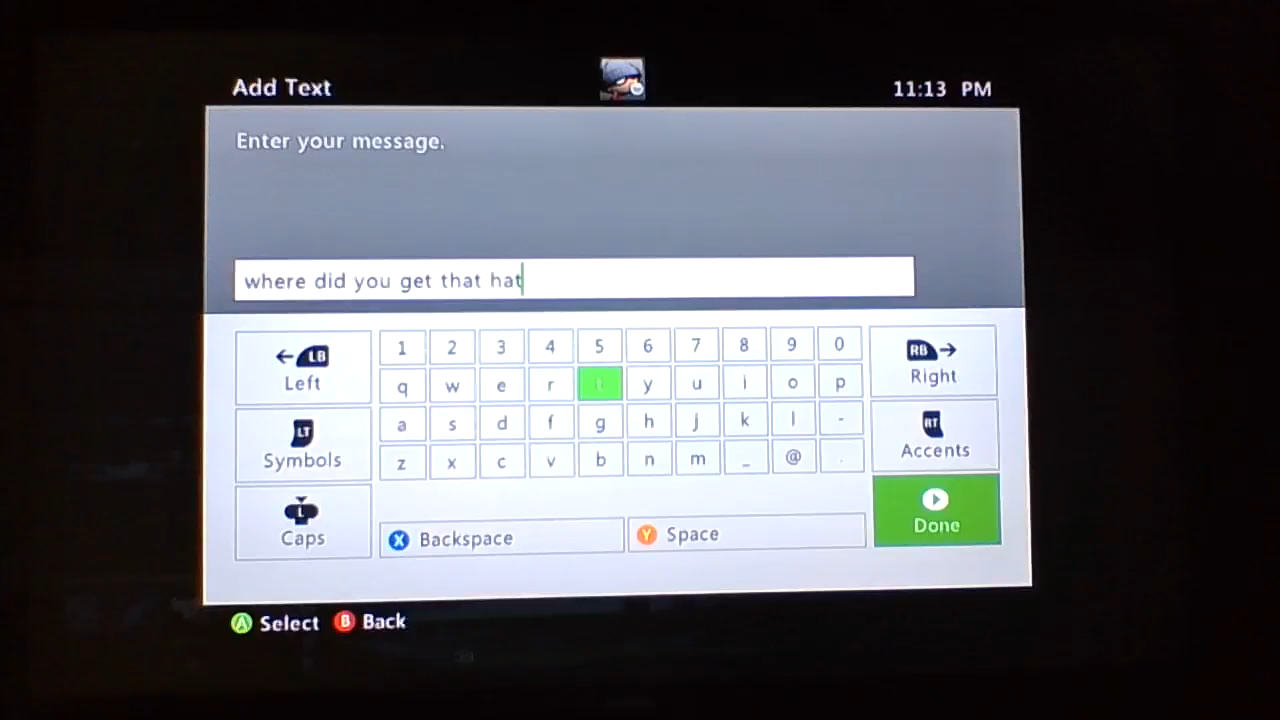 Add Text
11:13 PM
Enter your message.
where did you get that hat
LB
Left
1 2 3 4 5 6 7 8 9 0
RB
Right
q w e r t y u i o p
LT
Symbols
a s d f g h j k l -
RT
Accents
z x c v b n m _ @ .
L
Caps
X Backspace
Y Space
Done
A Select B Back